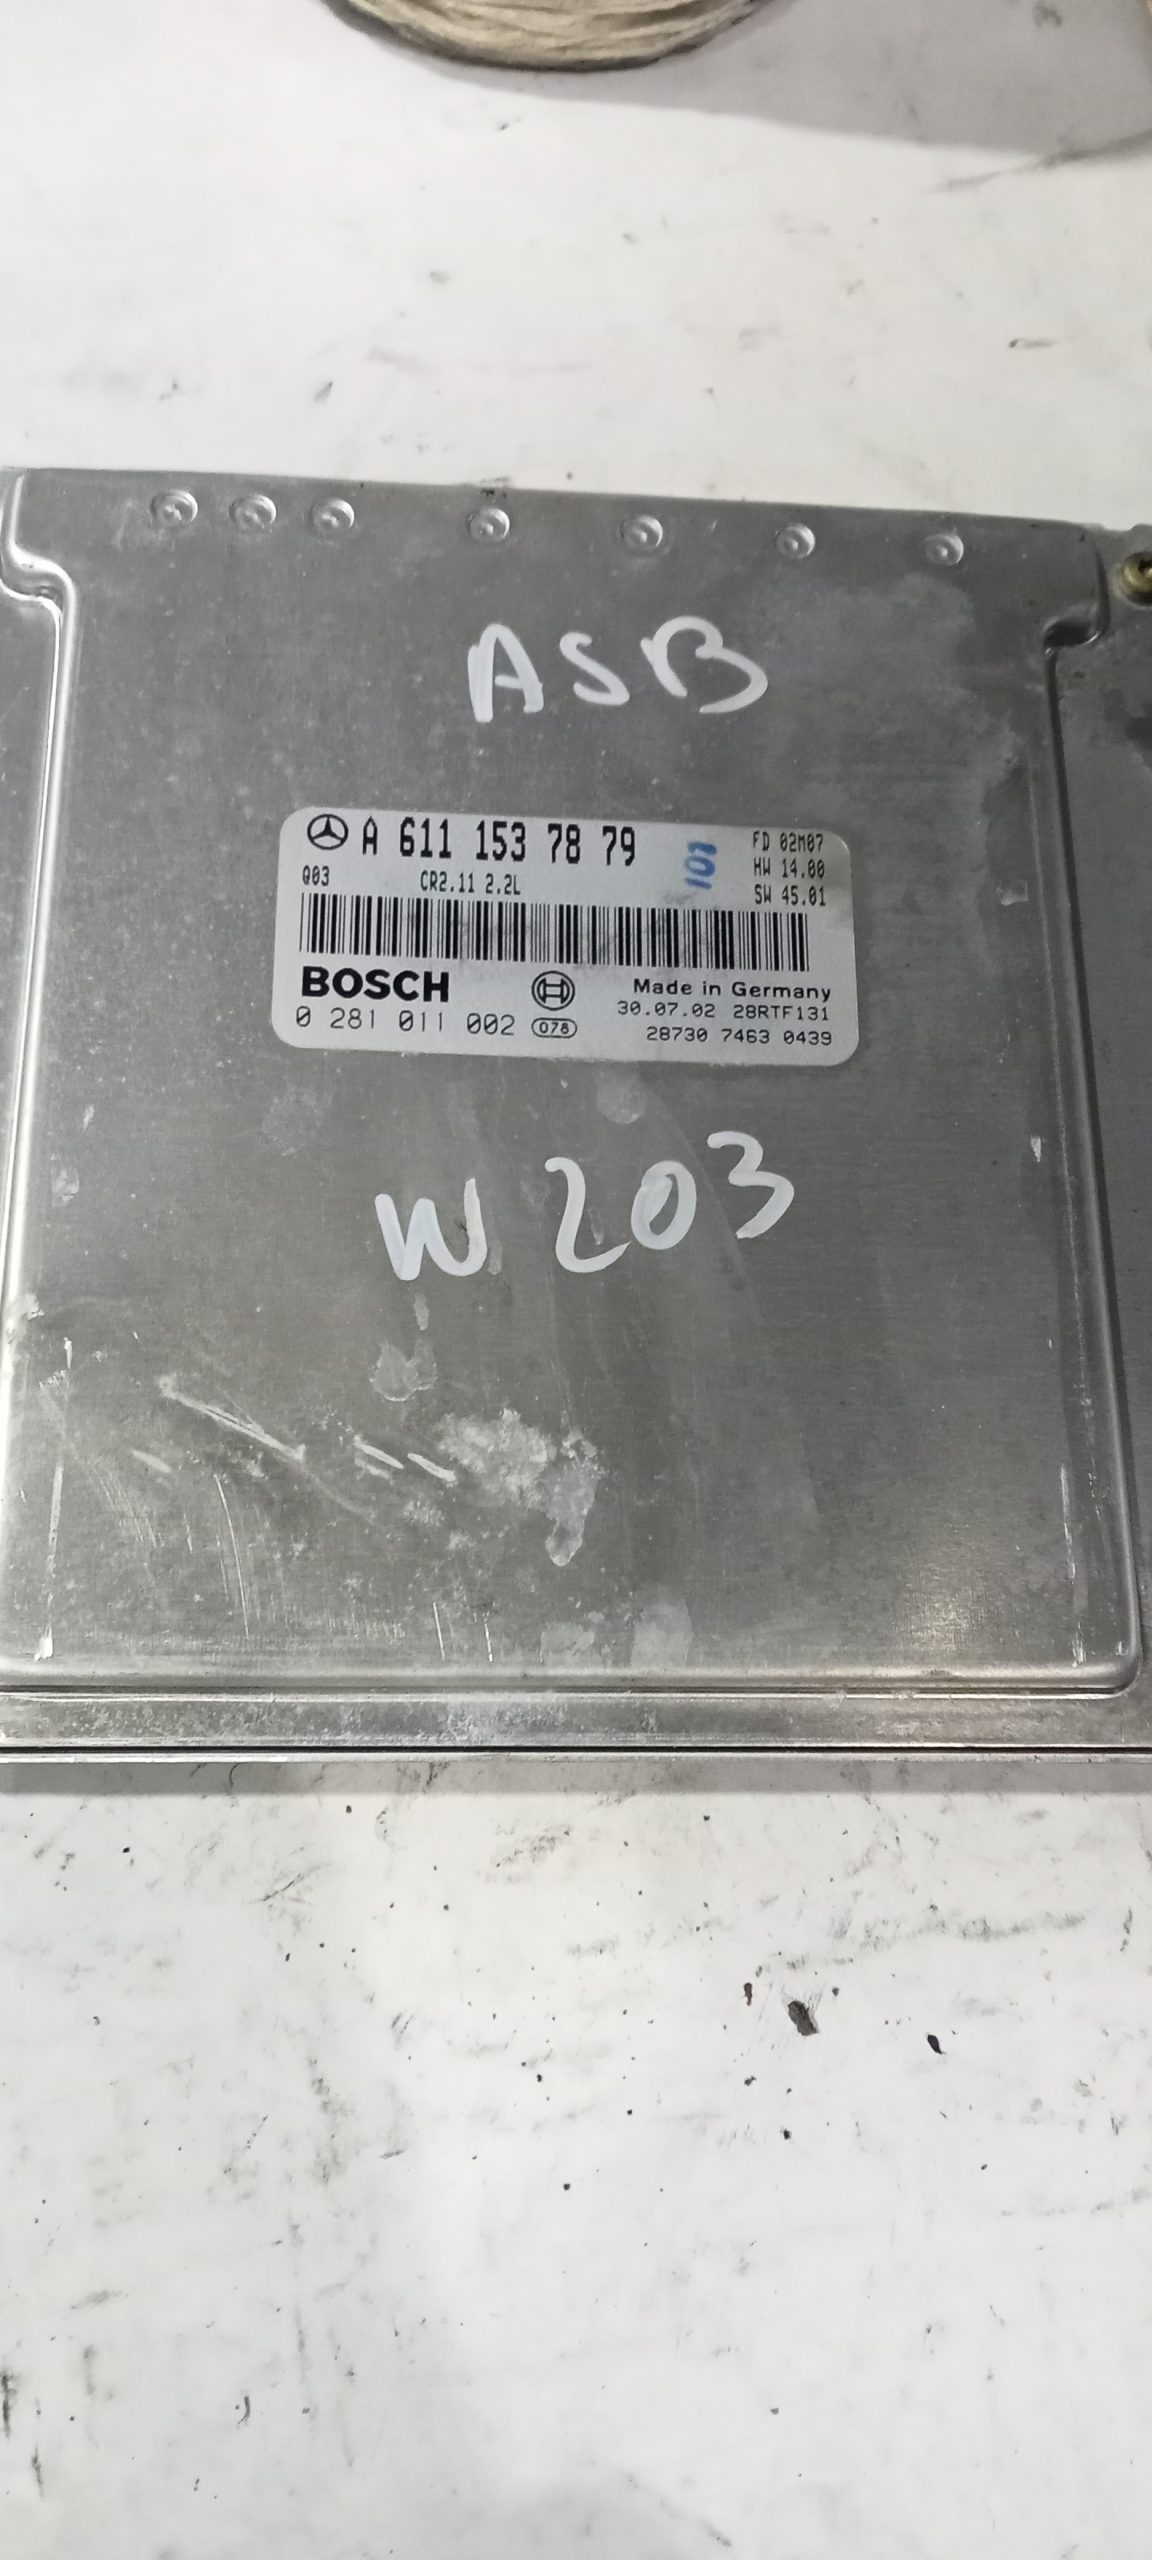 ASB
A 611 153 78 79
FD 02M07
HW 14.00
Q03 CR2.11 2.2L
SW 45.01
BOSCH
Made in Germany
30.07.02 28RTF131
0 281 011 002 078
28730 7463 0439
W203